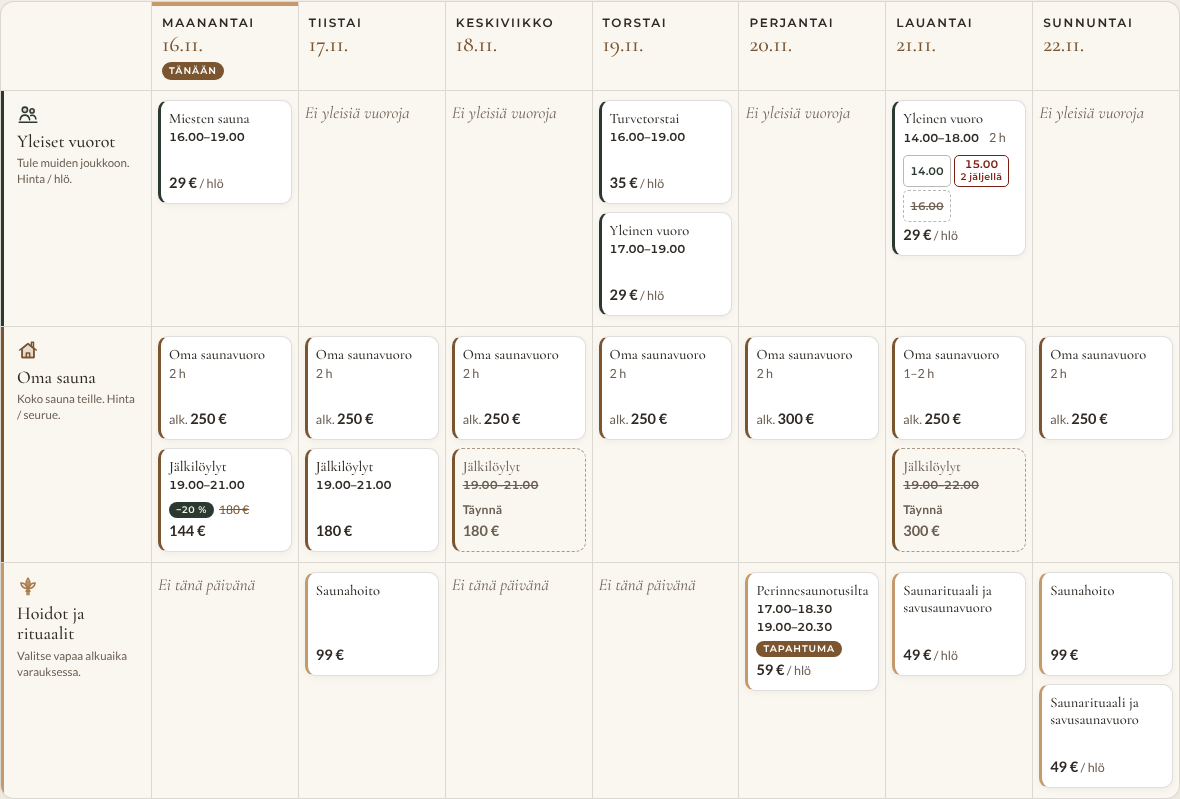 MAANANTAI
16.11.
TÄNÄÄN
TIISTAI
17.11.
KESKIVIIKKO
18.11.
TORSTAI
19.11.
PERJANTAI
20.11.
LAUANTAI
21.11.
SUNNUNTAI
22.11.
Yleiset vuorot
Tule muiden joukkoon.
Hinta / hlö.
Miesten sauna
16.00–19.00
29 € / hlö
Ei yleisiä vuoroja
Ei yleisiä vuoroja
Turvetorstai
16.00–19.00
35 € / hlö
Yleinen vuoro
17.00–19.00
29 € / hlö
Ei yleisiä vuoroja
Yleinen vuoro
14.00–18.00 2 h
14.00
15.00
2 jäljellä
16.00
29 € / hlö
Ei yleisiä vuoroja
Oma sauna
Koko sauna teille. Hinta
/ seurue.
Oma saunavuoro
2 h
alk. 250 €
Jälkilöylyt
19.00–21.00
−20 % 180 €
144 €
Oma saunavuoro
2 h
alk. 250 €
Jälkilöylyt
19.00–21.00
180 €
Oma saunavuoro
2 h
alk. 250 €
Jälkilöylyt
19.00–21.00
Täynnä
180 €
Oma saunavuoro
2 h
alk. 250 €
Oma saunavuoro
2 h
alk. 300 €
Oma saunavuoro
1–2 h
alk. 250 €
Jälkilöylyt
19.00–22.00
Täynnä
300 €
Oma saunavuoro
2 h
alk. 250 €
Hoidot ja
rituaalit
Valitse vapaa alkuaika
varauksessa.
Ei tänä päivänä
Saunahoito
99 €
Ei tänä päivänä
Ei tänä päivänä
Perinnesaunotusilta
17.00–18.30
19.00–20.30
TAPAHTUMA
59 € / hlö
Saunarituaali ja
savusaunavuoro
49 € / hlö
Saunahoito
99 €
Saunarituaali ja
savusaunavuoro
49 € / hlö